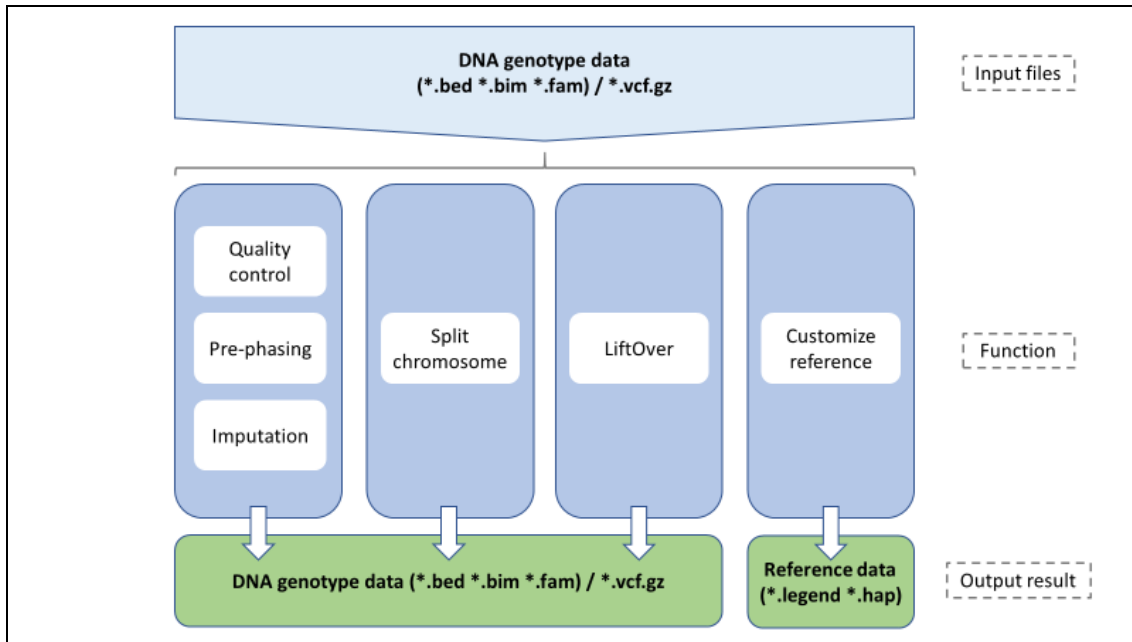 DNA genotype data
(*.bed *.bim *.fam) / *.vcf.gz
Input files
Quality
control
Pre-phasing
Imputation
Split
chromosome
LiftOver
Customize
reference
Function
DNA genotype data (*.bed *.bim *.fam) / *.vcf.gz
Reference data
(*.legend *.hap)
Output result